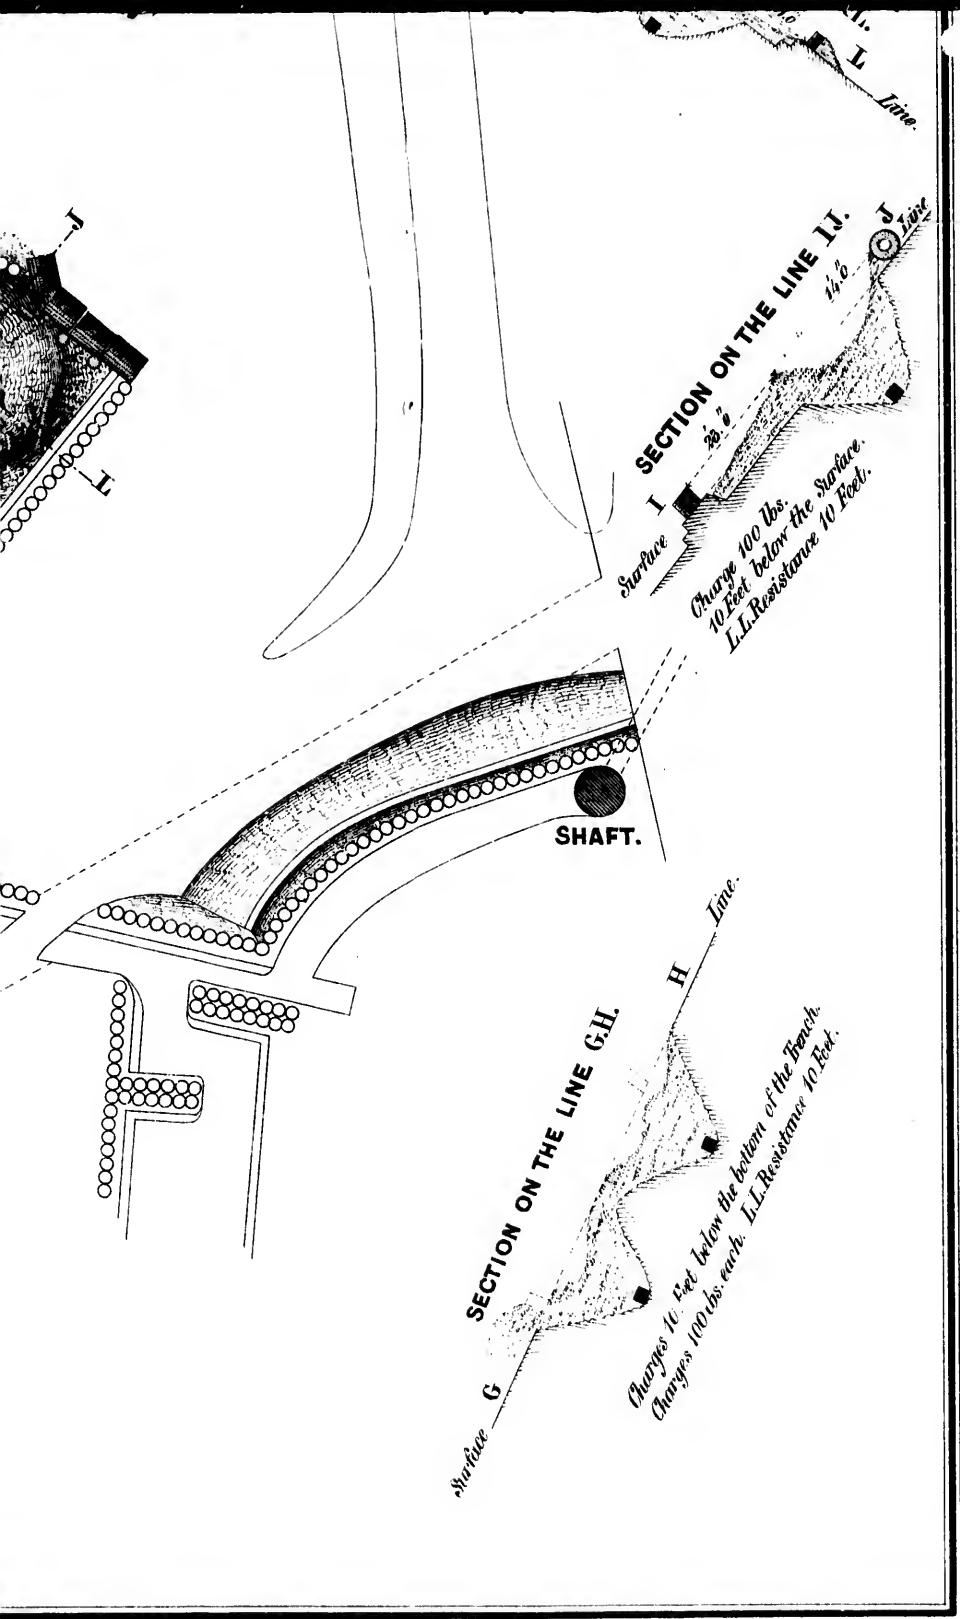 L.
L
Line.
J
L
SECTION ON THE LINE I.J.
J
Line
14.'0"
I
Surface
Charge 100 lbs.
10 Feet below the Surface.
L.L. Resistance 10 Feet.
SHAFT.
SECTION ON THE LINE G.H.
H
Line.
G
Surface
Charges 10 Feet below the bottom of the Trench.
Charges 100 lbs. each. L.L. Resistance 10 Feet.